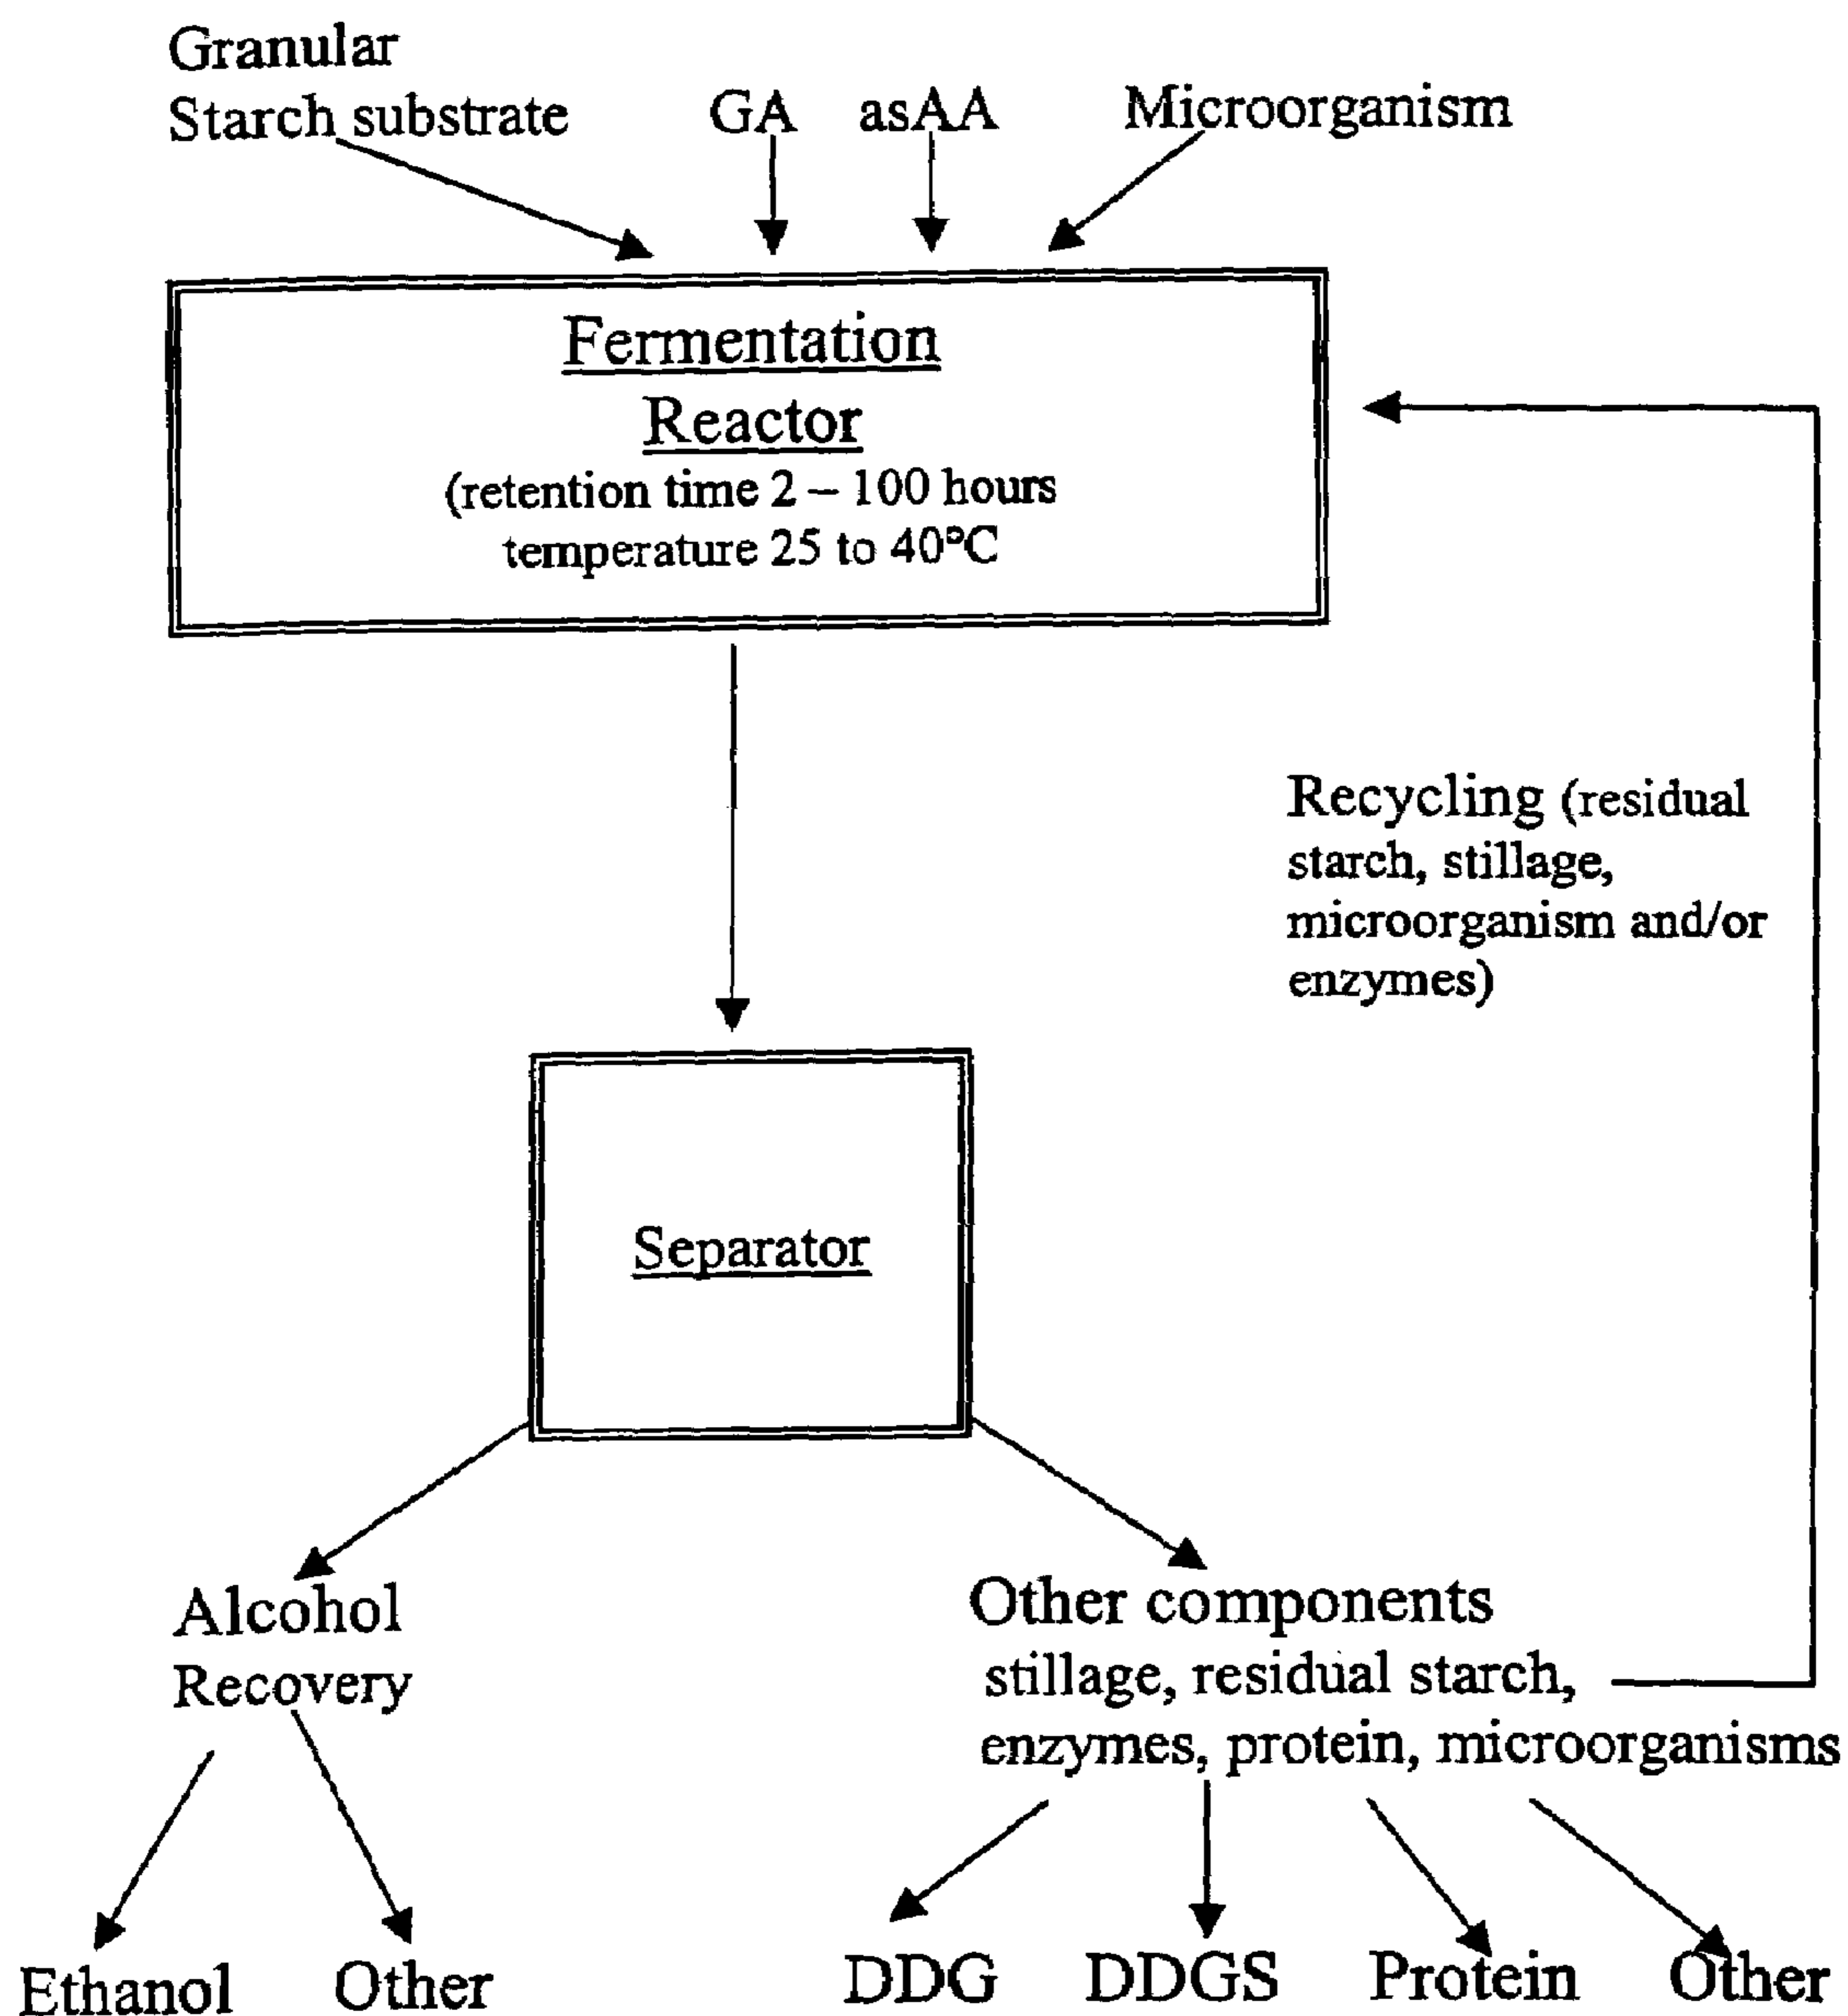 Granular
Starch substrate
GA
asAA
Microorganism
Fermentation
Reactor
(retention time 2 – 100 hours
temperature 25 to 40°C
Recycling (residual
starch, stillage,
microorganism and/or
enzymes)
Separator
Alcohol
Recovery
Other components
stillage, residual starch,
enzymes, protein, microorganisms
Ethanol
Other
DDG
DDGS
Protein
Other